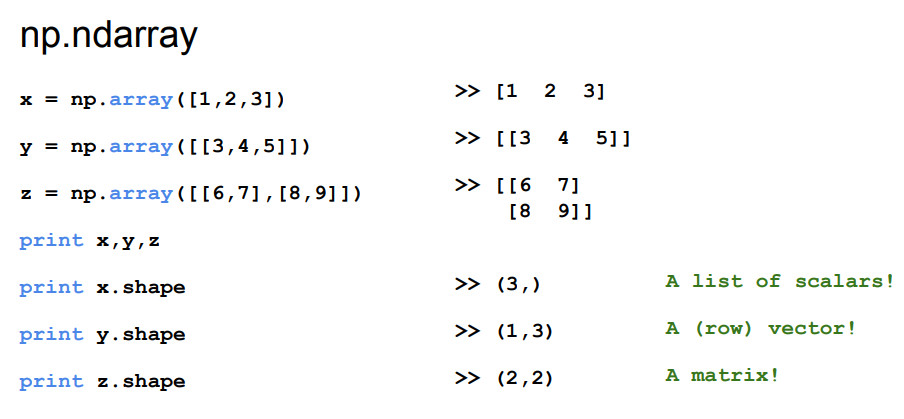 np.ndarray
x = np.array([1,2,3])
>> [1 2 3]
y = np.array([[3,4,5]])
>> [[3 4 5]]
z = np.array([[6,7],[8,9]])
>> [[6 7]
[8 9]]
print x,y,z
print x.shape
>> (3,)
A list of scalars!
print y.shape
>> (1,3)
A (row) vector!
print z.shape
>> (2,2)
A matrix!